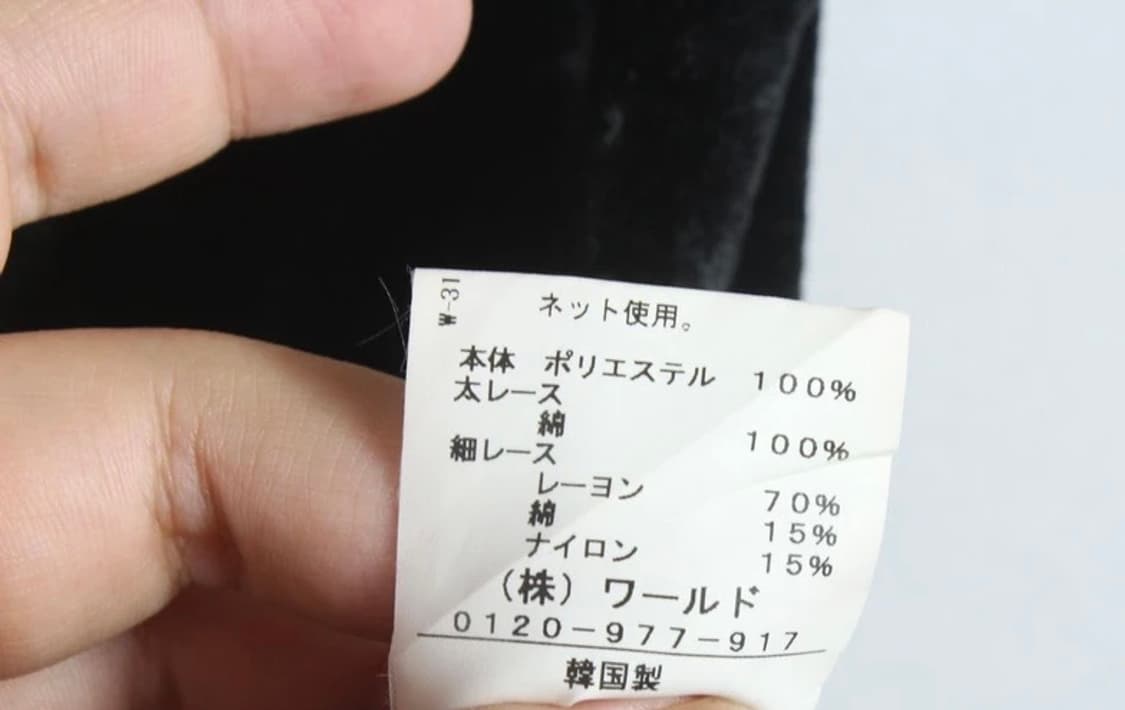 W-31
ネット使用。
本体 ポリエステル 100%
太レース
綿 100%
細レース
レーヨン 70%
綿 15%
ナイロン 15%
(株)ワールド
0120-977-917
韓国製